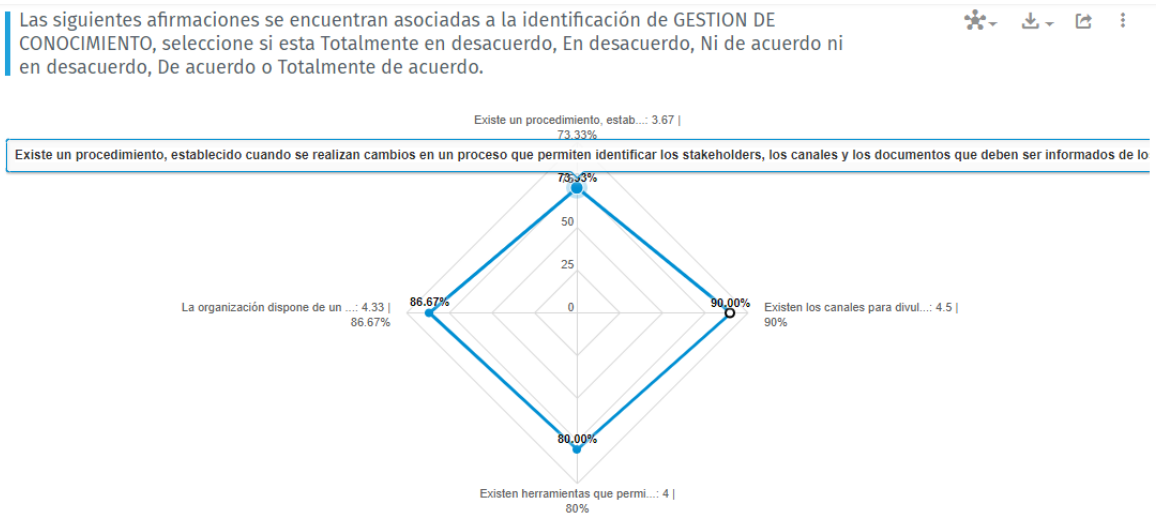 Las siguientes afirmaciones se encuentran asociadas a la identificación de GESTION DE
CONOCIMIENTO, seleccione si esta Totalmente en desacuerdo, En desacuerdo, Ni de acuerdo ni
en desacuerdo, De acuerdo o Totalmente de acuerdo.
Existe un procedimiento, estab...: 3.67 |
73.33%
Existe un procedimiento, establecido cuando se realizan cambios en un proceso que permiten identificar los stakeholders, los canales y los documentos que deben ser informados de lo
73.33%
50
25
0
La organización dispone de un ...: 4.33 |
86.67%
86.67%
90.00%
Existen los canales para divul...: 4.5 |
90%
80.00%
Existen herramientas que permi...: 4 |
80%